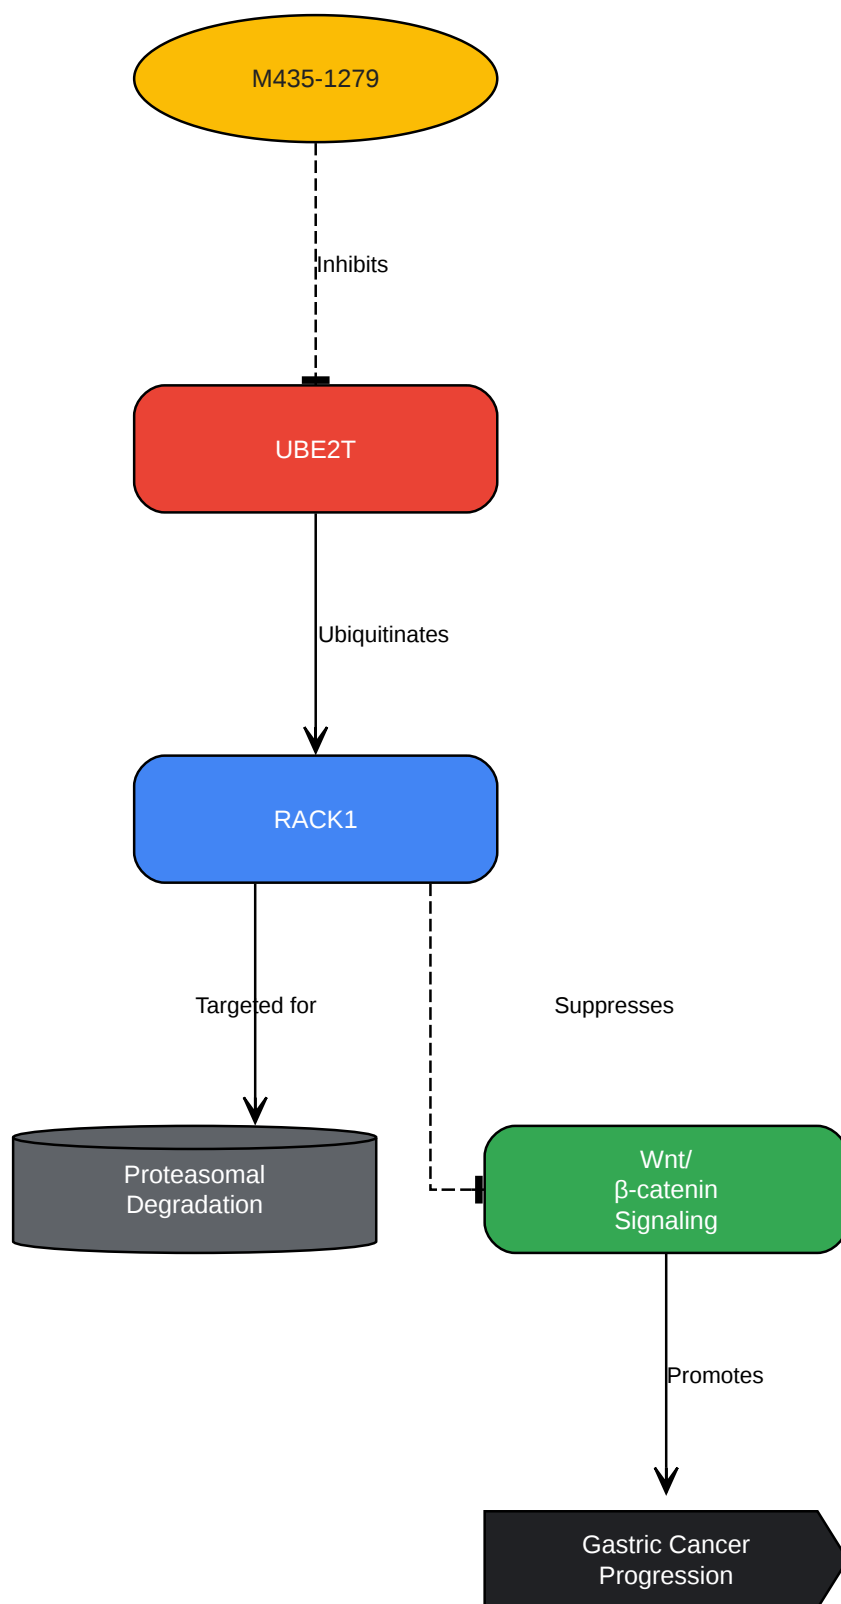 M435-1279
Inhibits
UBE2T
Ubiquitinates
RACK1
Targeted for
Suppresses
Proteasomal
Degradation
Wnt/
β-catenin
Signaling
Promotes
Gastric Cancer
Progression